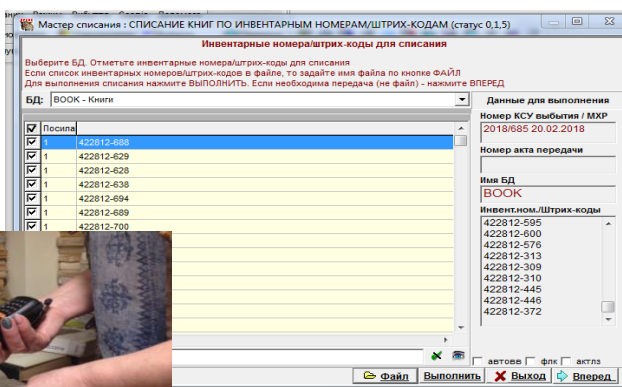 Мастер списания : СПИСАНИЕ КНИГ ПО ИНВЕНТАРНЫМ НОМЕРАМ/ШТРИХ-КОДАМ (статус 0,1,5)
Инвентарные номера/штрих-коды для списания
Выберите БД. Отметьте инвентарные номера/штрих-коды для списания
Если список инвентарных номеров/штрих-кодов в файле, то задайте имя файла по кнопке ФАЙЛ
Для выполнения списания нажмите ВЫПОЛНИТЬ. Если необходима передача (не файл) - нажмите ВПЕРЕД
БД: BOOK - Книги
Посила
1 422812-688
1 422812-629
1 422812-628
1 422812-638
1 422812-694
1 422812-689
1 422812-700
Данные для выполнения
Номер КСУ выбытия / МХР
2018/685 20.02.2018
Номер акта передачи
Имя БД
BOOK
Инвент.ном./Штрих-коды
422812-595
422812-600
422812-576
422812-313
422812-309
422812-310
422812-445
422812-446
422812-372
автовв флк актлз
Файл Выполнить Выход Вперед